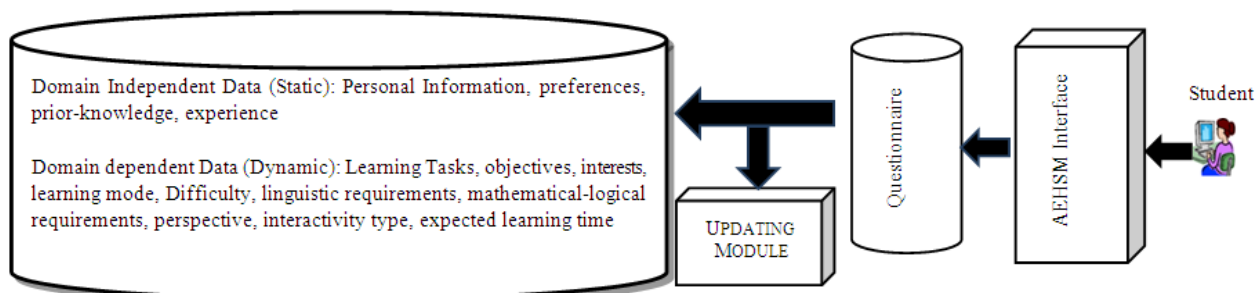 Domain Independent Data (Static): Personal Information, preferences,
prior-knowledge, experience
Domain dependent Data (Dynamic): Learning Tasks, objectives, interests,
learning mode, Difficulty, linguistic requirements, mathematical-logical
requirements, perspective, interactivity type, expected learning time
UPDATING
MODULE
Questionnaire
AEHSM Interface
Student